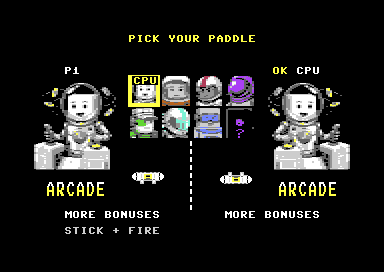 PICK YOUR PADDLE
P1
OK CPU
CPU
?
ARCADE
ARCADE
MORE BONUSES
MORE BONUSES
STICK + FIRE